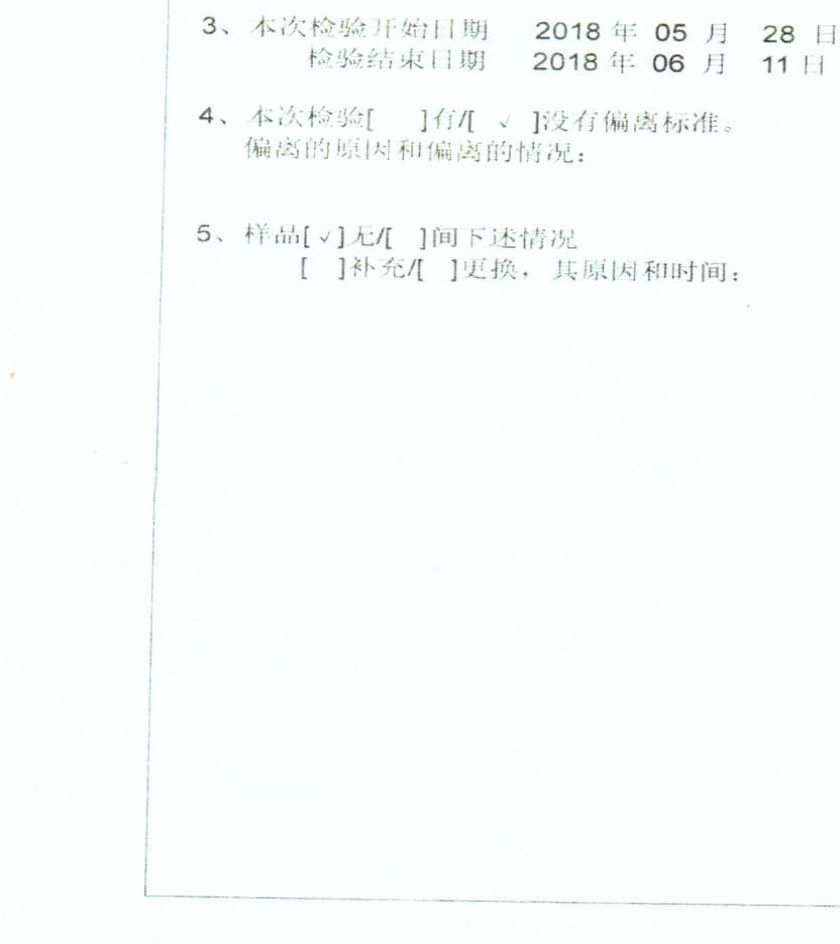 3、本次检验开始日期 2018 年 05 月 28 日
检验结束日期 2018 年 06 月 11 日
4、本次检验[ ]有/[ √ ]没有偏离标准。
偏离的原因和偏离的情况：
5、样品[√]无/[ ]间下述情况
[ ]补充/[ ]更换，其原因和时间：